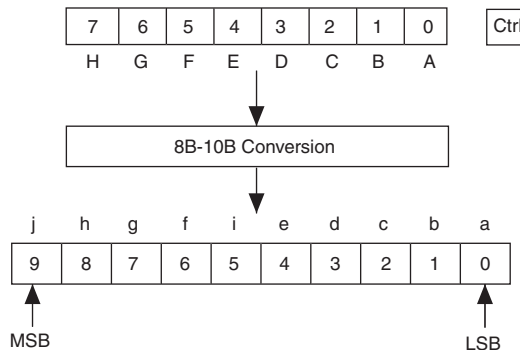 7 6 5 4 3 2 1 0 Ctrl
H G F E D C B A
8B-10B Conversion
j h g f i e d c b a
9 8 7 6 5 4 3 2 1 0
MSB LSB